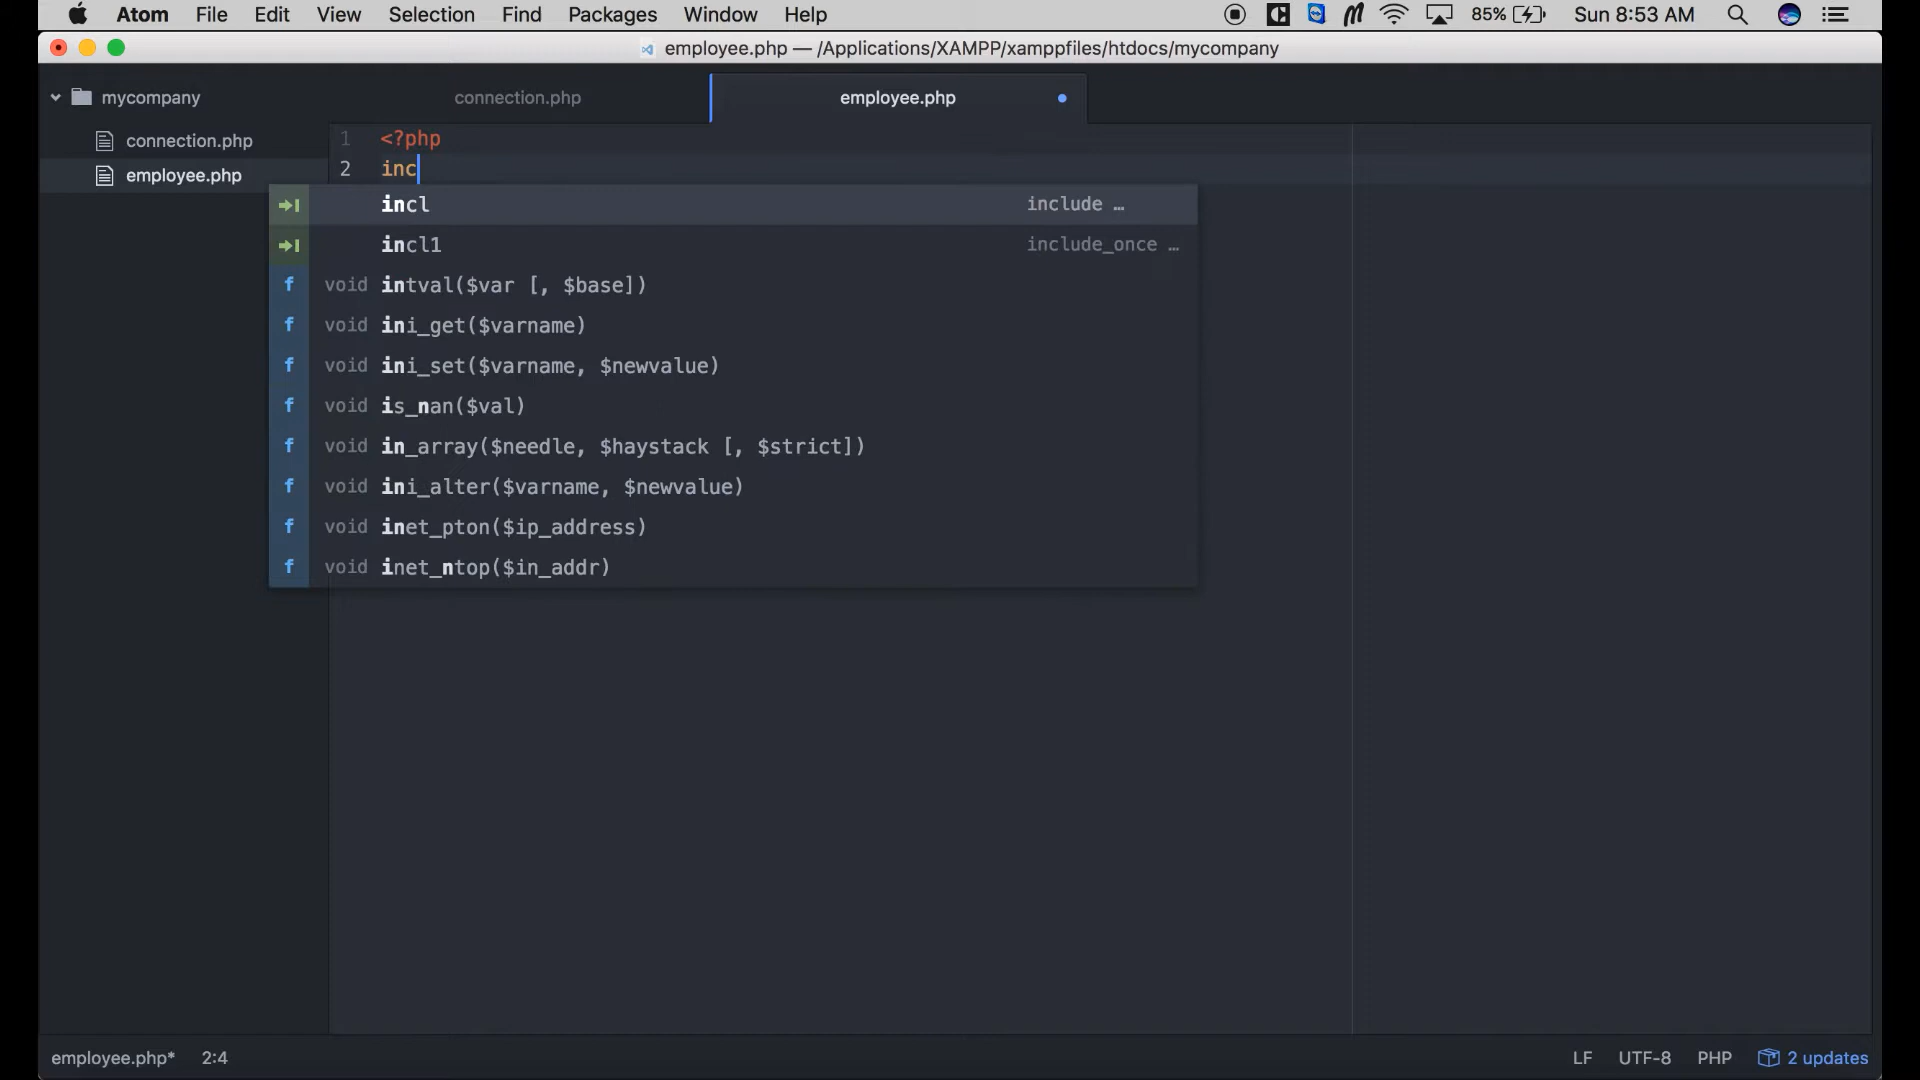 Atom File Edit View Selection Find Packages Window Help 85% Sun 8:53 AM
employee.php — /Applications/XAMPP/xamppfiles/htdocs/mycompany
mycompany
connection.php
employee.php
connection.php
employee.php
1 <?php
2 inc
incl include …
incl1 include_once …
f void intval($var [, $base])
f void ini_get($varname)
f void ini_set($varname, $newvalue)
f void is_nan($val)
f void in_array($needle, $haystack [, $strict])
f void ini_alter($varname, $newvalue)
f void inet_pton($ip_address)
f void inet_ntop($in_addr)
employee.php* 2:4 LF UTF-8 PHP 2 updates